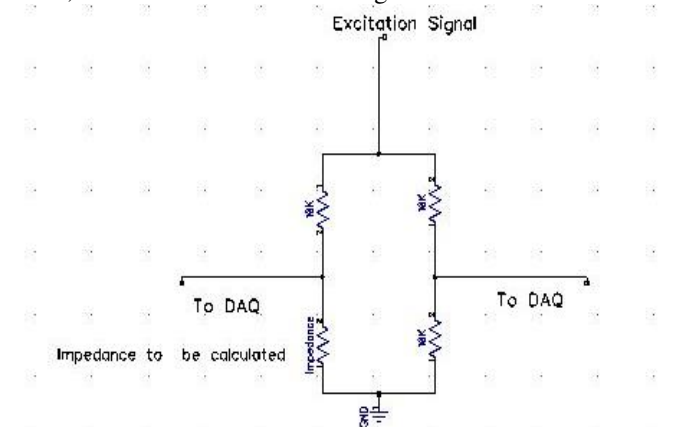 Excitation Signal
10K
10K
To DAQ
To DAQ
Impedance
10K
Impedance to be calculated
GND